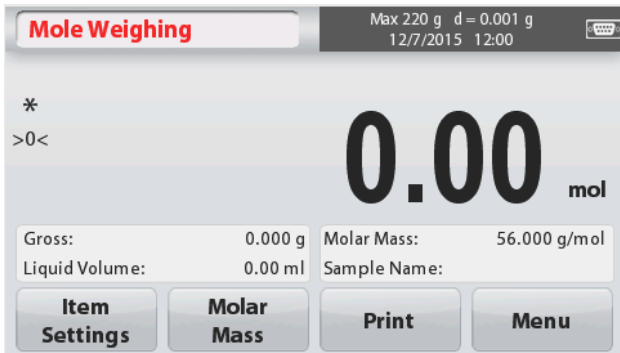 Mole Weighing
Max 220 g d = 0.001 g
12/7/2015 12:00
*
>0<
0.00 mol
Gross: 0.000 g
Liquid Volume: 0.00 ml
Molar Mass: 56.000 g/mol
Sample Name:
Item Settings
Molar Mass
Print
Menu